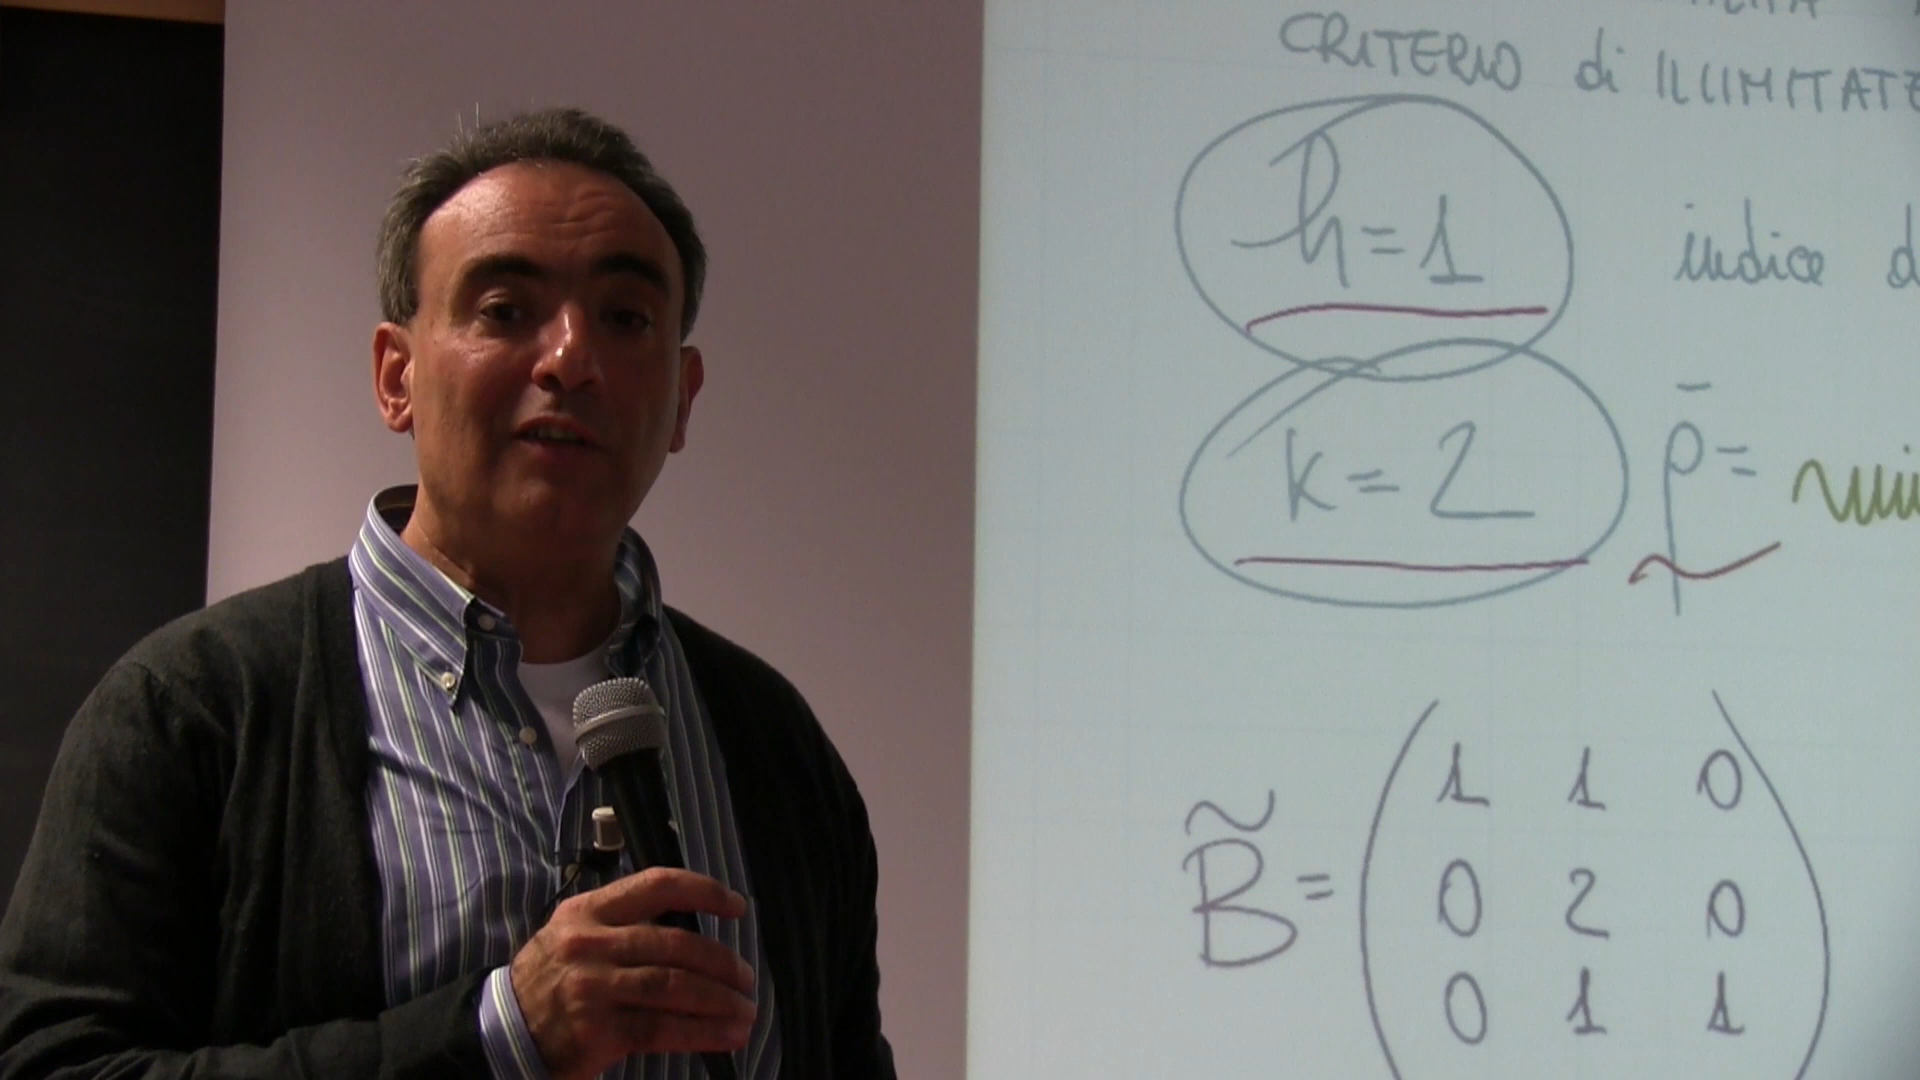 CRITERIO di ILLIMITATE
h=1 indice d
k=2 ρ̄ =
B̃ = 1 1 0
0 2 0
0 1 1